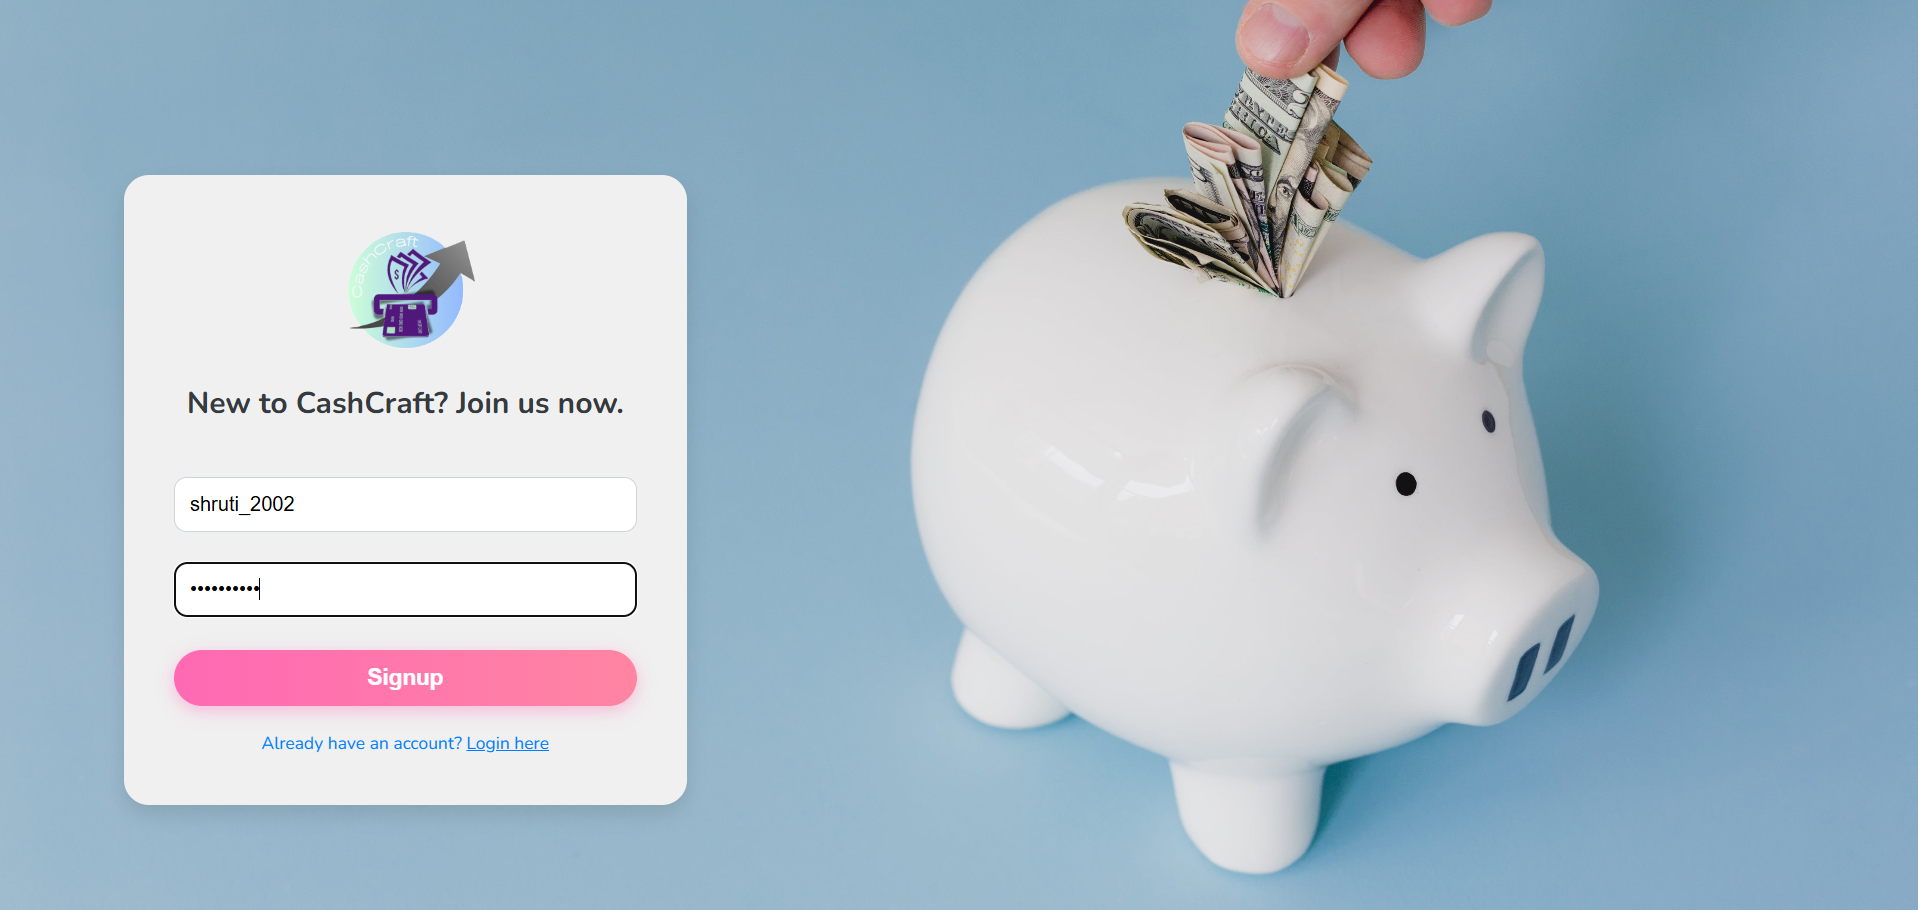 CashCraft
New to CashCraft? Join us now.
shruti_2002
••••••••••
Signup
Already have an account? Login here